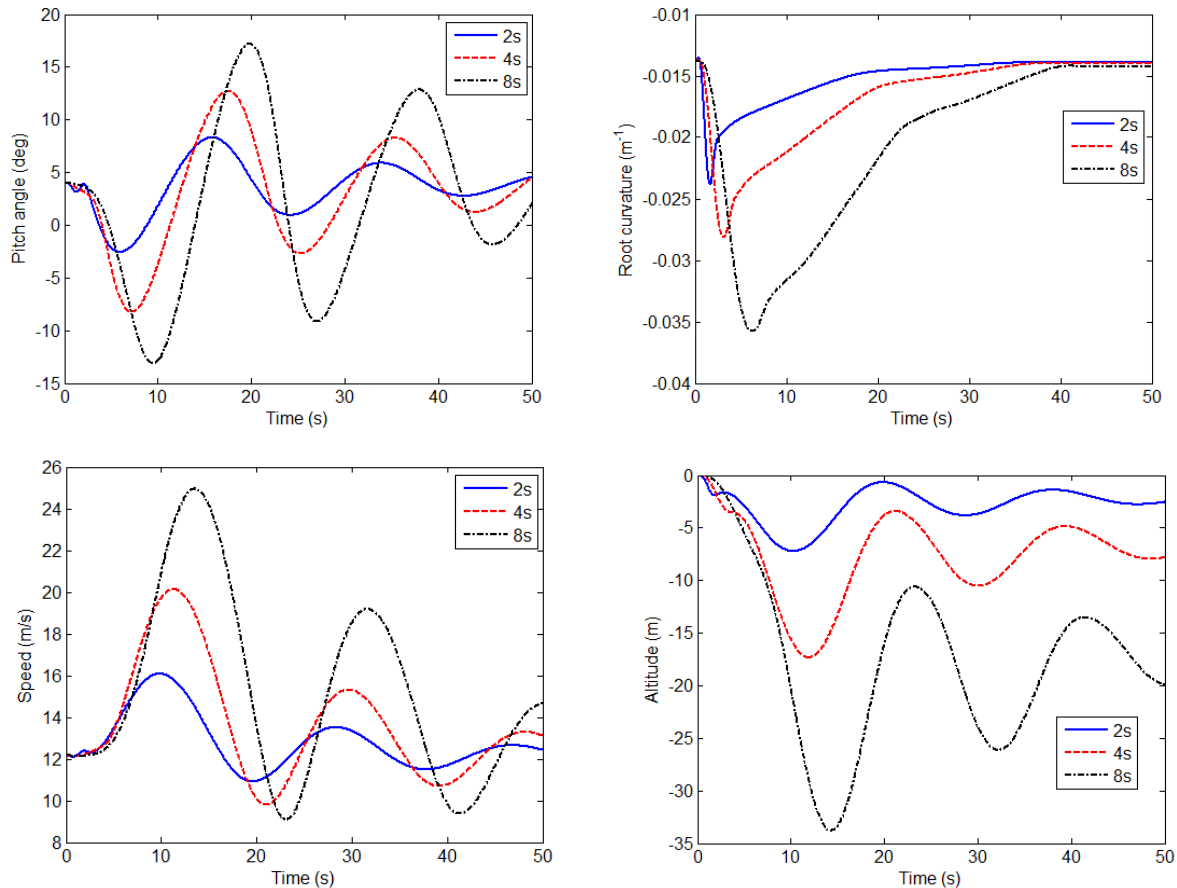 20
15
10
5
0
-5
-10
-15
Pitch angle (deg)
0 10 20 30 40 50
Time (s)
2s
4s
8s
-0.01
-0.015
-0.02
-0.025
-0.03
-0.035
-0.04
Root curvature (m⁻¹)
0 10 20 30 40 50
Time (s)
2s
4s
8s
26
24
22
20
18
16
14
12
10
8
Speed (m/s)
0 10 20 30 40 50
Time (s)
2s
4s
8s
0
-5
-10
-15
-20
-25
-30
-35
Altitude (m)
0 10 20 30 40 50
Time (s)
2s
4s
8s